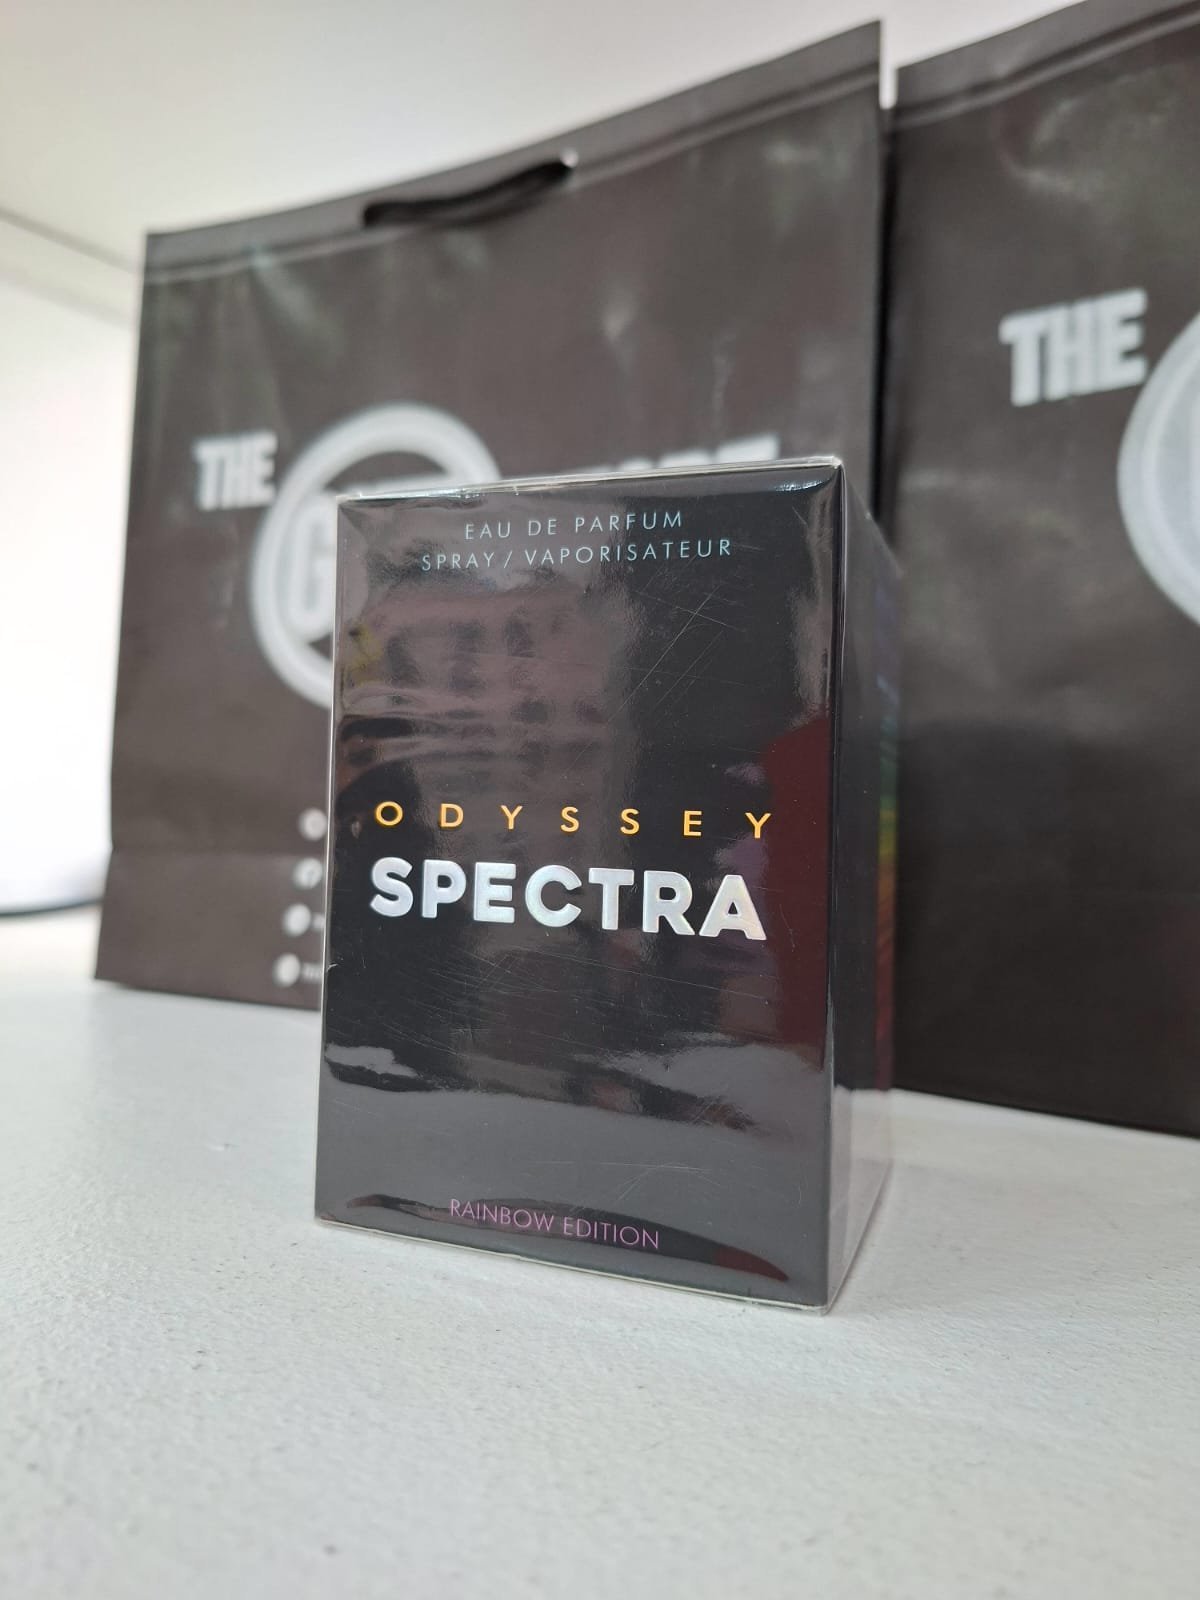 THE
THE
EAU DE PARFUM
SPRAY / VAPORISATEUR
ODYSSEY
SPECTRA
RAINBOW EDITION